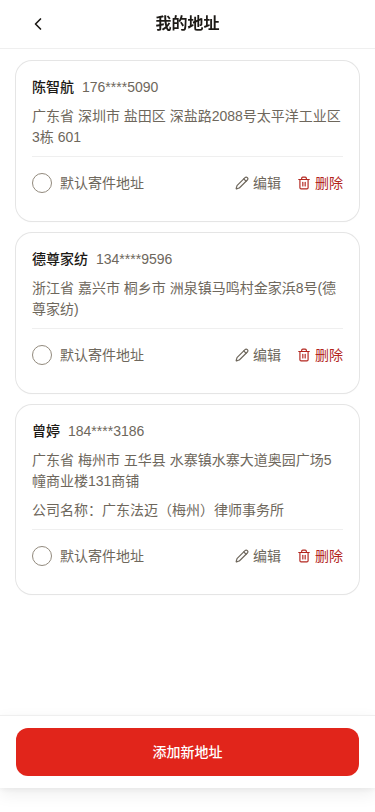 我的地址
陈智航 176****5090
广东省 深圳市 盐田区 深盐路2088号太平洋工业区
3栋 601
默认寄件地址 编辑 删除
德尊家纺 134****9596
浙江省 嘉兴市 桐乡市 洲泉镇马鸣村金家浜8号(德
尊家纺)
默认寄件地址 编辑 删除
曾婷 184****3186
广东省 梅州市 五华县 水寨镇水寨大道奥园广场5
幢商业楼131商铺
公司名称：广东法迈（梅州）律师事务所
默认寄件地址 编辑 删除
添加新地址